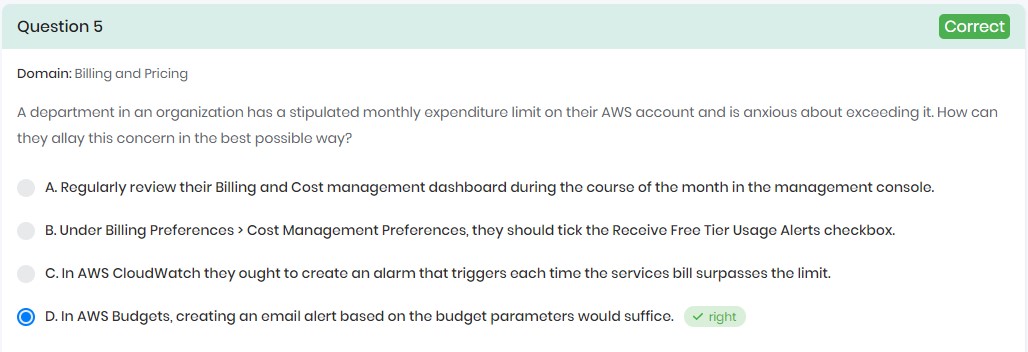 Question 5
Correct
Domain: Billing and Pricing
A department in an organization has a stipulated monthly expenditure limit on their AWS account and is anxious about exceeding it. How can
they allay this concern in the best possible way?
A. Regularly review their Billing and Cost management dashboard during the course of the month in the management console.
B. Under Billing Preferences > Cost Management Preferences, they should tick the Receive Free Tier Usage Alerts checkbox.
C. In AWS CloudWatch they ought to create an alarm that triggers each time the services bill surpasses the limit.
D. In AWS Budgets, creating an email alert based on the budget parameters would suffice. ✓ right